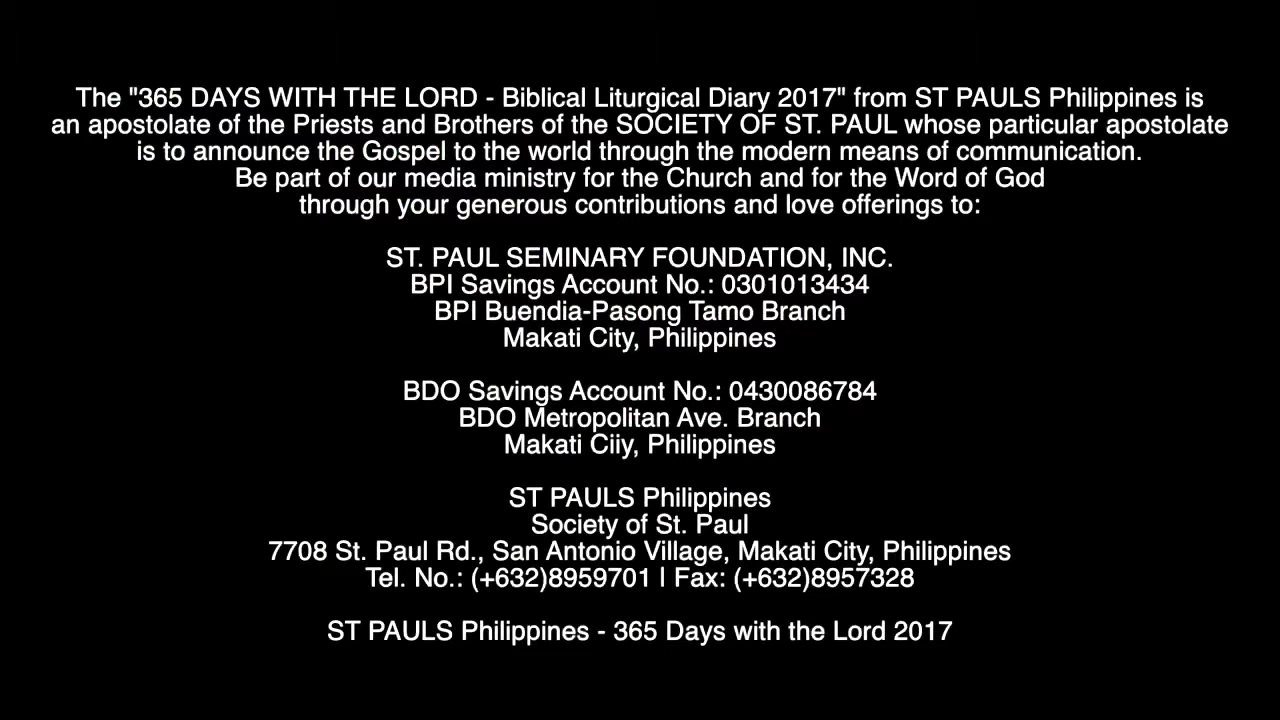 The "365 DAYS WITH THE LORD - Biblical Liturgical Diary 2017" from ST PAULS Philippines is
an apostolate of the Priests and Brothers of the SOCIETY OF ST. PAUL whose particular apostolate
is to announce the Gospel to the world through the modern means of communication.
Be part of our media ministry for the Church and for the Word of God
through your generous contributions and love offerings to:
ST. PAUL SEMINARY FOUNDATION, INC.
BPI Savings Account No.: 0301013434
BPI Buendia-Pasong Tamo Branch
Makati City, Philippines
BDO Savings Account No.: 0430086784
BDO Metropolitan Ave. Branch
Makati Ciiy, Philippines
ST PAULS Philippines
Society of St. Paul
7708 St. Paul Rd., San Antonio Village, Makati City, Philippines
Tel. No.: (+632)8959701 | Fax: (+632)8957328
ST PAULS Philippines - 365 Days with the Lord 2017